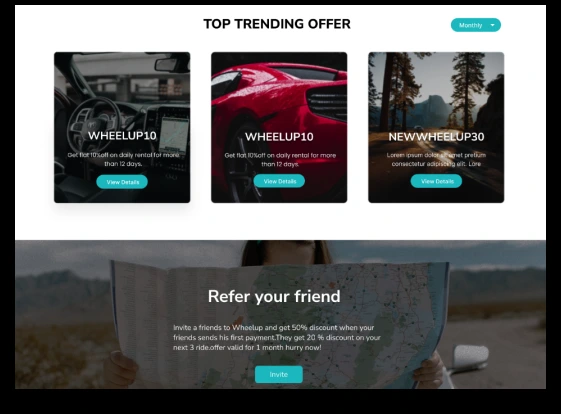 TOP TRENDING OFFER
Monthly
WHEELUP10
Get flat 10%off on daily rental for more
than 12 days.
View Details
WHEELUP10
Get flat 10%off on daily rental for more
than 12 days.
View Details
NEWWHEELUP30
Lorem ipsum dolor sit amet pretium
consectetur adipiscing elit. Lore
View Details
Refer your friend
Invite a friends to Wheelup and get 50% discount when your
friends sends his first payment.They get 20 % discount on your
next 3 ride.offer valid for 1 month hurry now!
Invite